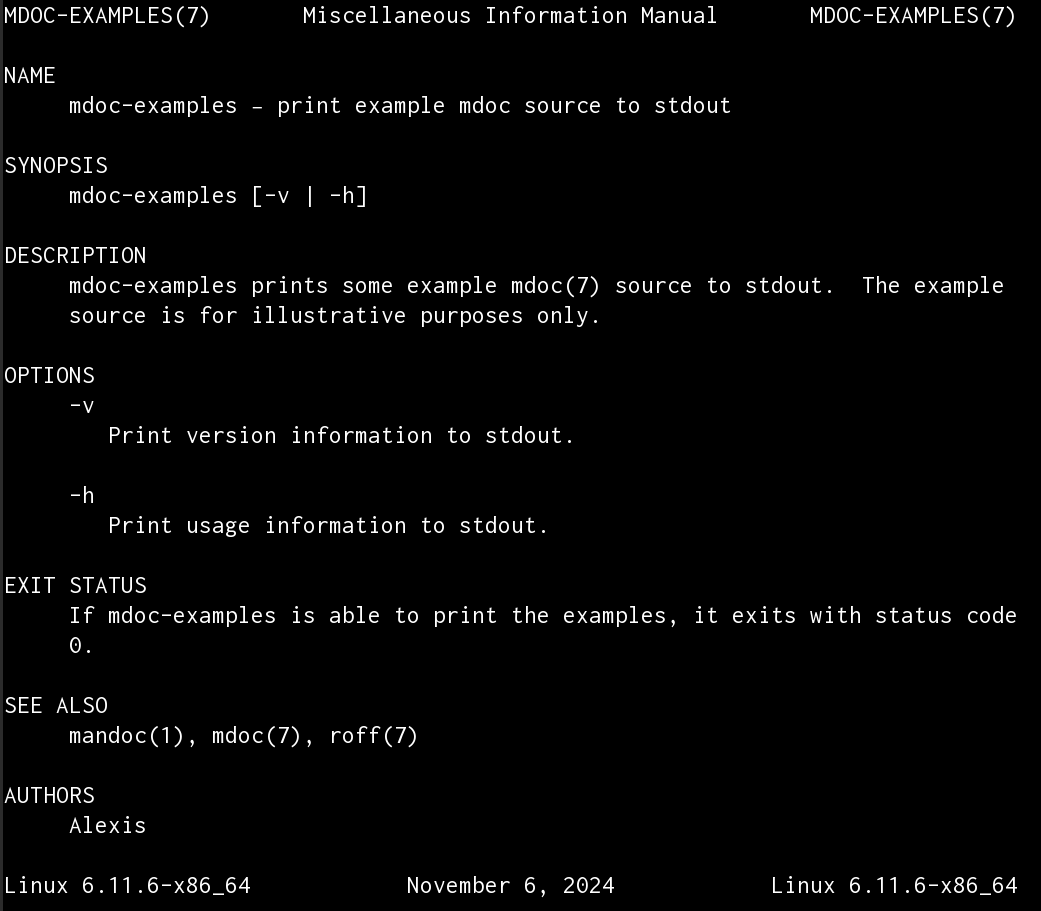 MDOC-EXAMPLES(7)       Miscellaneous Information Manual       MDOC-EXAMPLES(7)

NAME
     mdoc-examples – print example mdoc source to stdout

SYNOPSIS
     mdoc-examples [-v | -h]

DESCRIPTION
     mdoc-examples prints some example mdoc(7) source to stdout.  The example
     source is for illustrative purposes only.

OPTIONS
     -v
        Print version information to stdout.

     -h
        Print usage information to stdout.

EXIT STATUS
     If mdoc-examples is able to print the examples, it exits with status code
     0.

SEE ALSO
     mandoc(1), mdoc(7), roff(7)

AUTHORS
     Alexis

Linux 6.11.6-x86_64            November 6, 2024            Linux 6.11.6-x86_64